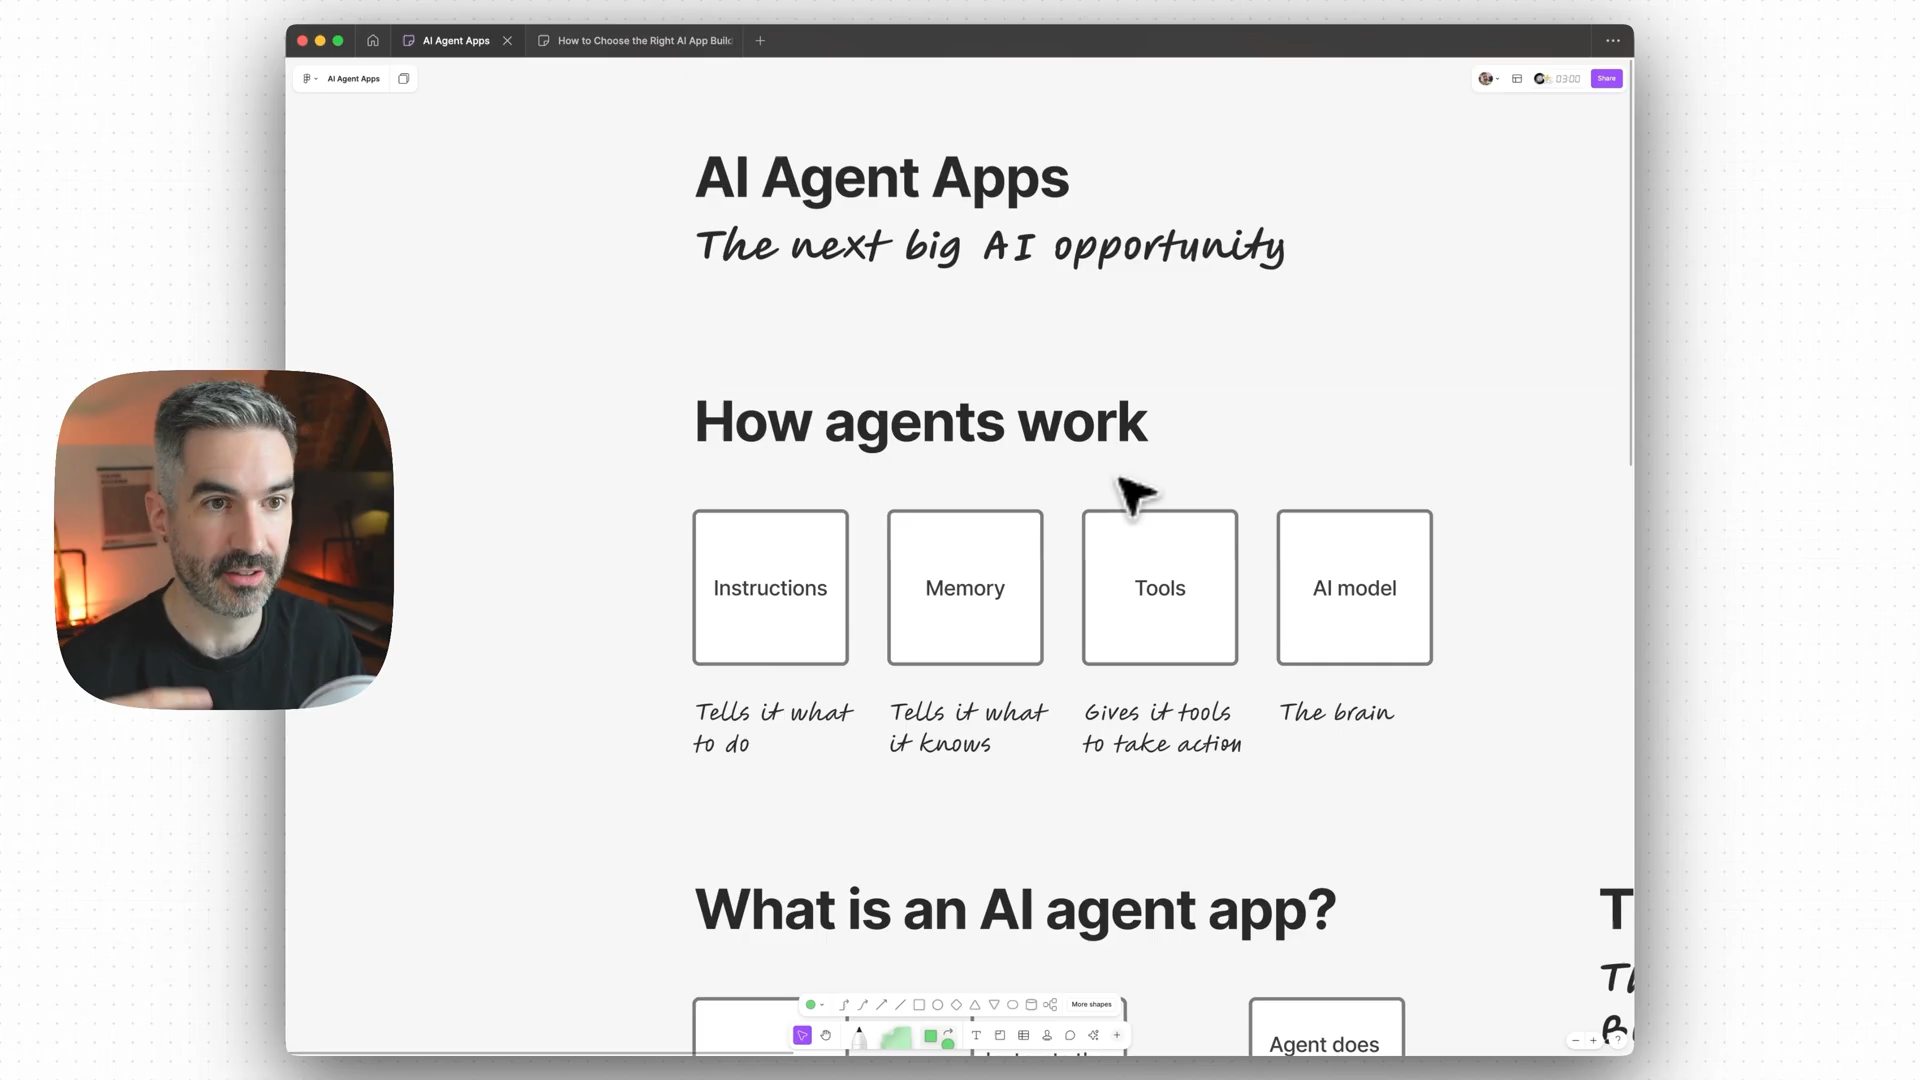 AI Agent Apps
How to Choose the Right AI App Build
AI Agent Apps
03:00
Share
AI Agent Apps
The next big AI opportunity
How agents work
Instructions
Memory
Tools
AI model
Tells it what
to do
Tells it what
it knows
Gives it tools
to take action
The brain
What is an AI agent app?
T
More shapes
Agent does